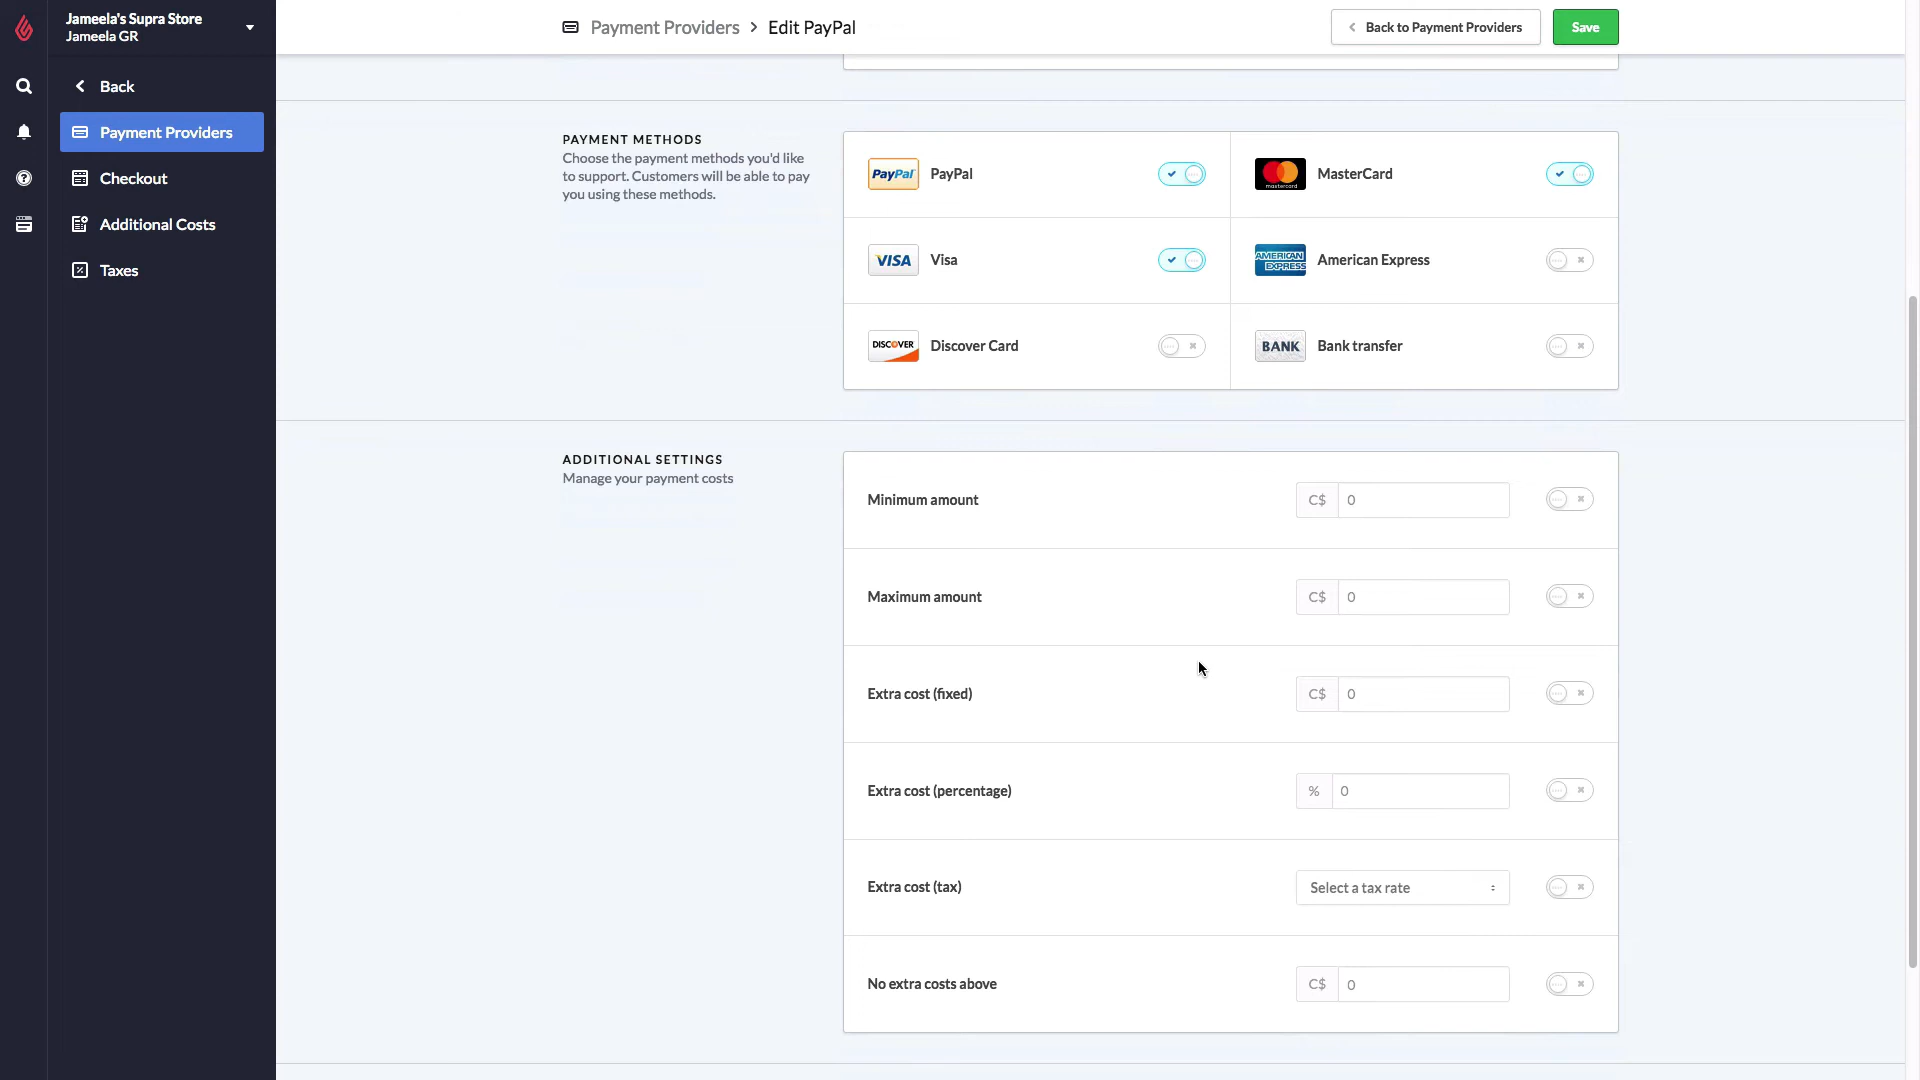 Jameela's Supra Store
Jameela GR
Back
Payment Providers
Checkout
Additional Costs
Taxes
Payment Providers > Edit PayPal
Back to Payment Providers
Save
PAYMENT METHODS
Choose the payment methods you'd like
to support. Customers will be able to pay
you using these methods.
PayPal PayPal
mastercard MasterCard
VISA Visa
AMERICAN EXPRESS American Express
DISCOVER Discover Card
BANK Bank transfer
ADDITIONAL SETTINGS
Manage your payment costs
Minimum amount C$ 0
Maximum amount C$ 0
Extra cost (fixed) C$ 0
Extra cost (percentage) % 0
Extra cost (tax) Select a tax rate
No extra costs above C$ 0